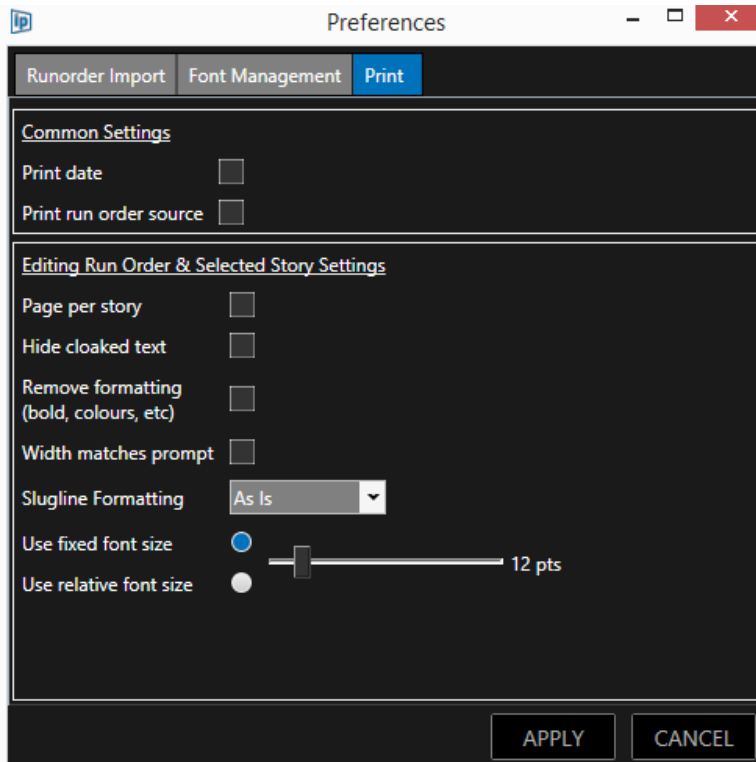 ip
Preferences
Runorder Import Font Management Print
Common Settings
Print date
Print run order source
Editing Run Order & Selected Story Settings
Page per story
Hide cloaked text
Remove formatting
(bold, colours, etc)
Width matches prompt
Slugline Formatting As Is
Use fixed font size
12 pts
Use relative font size
APPLY CANCEL